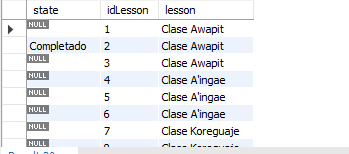 state idLesson lesson
NULL 1 Clase Awapit
Completado 2 Clase Awapit
NULL 3 Clase Awapit
NULL 4 Clase A'ingae
NULL 5 Clase A'ingae
NULL 6 Clase A'ingae
NULL 7 Clase Koreguaje